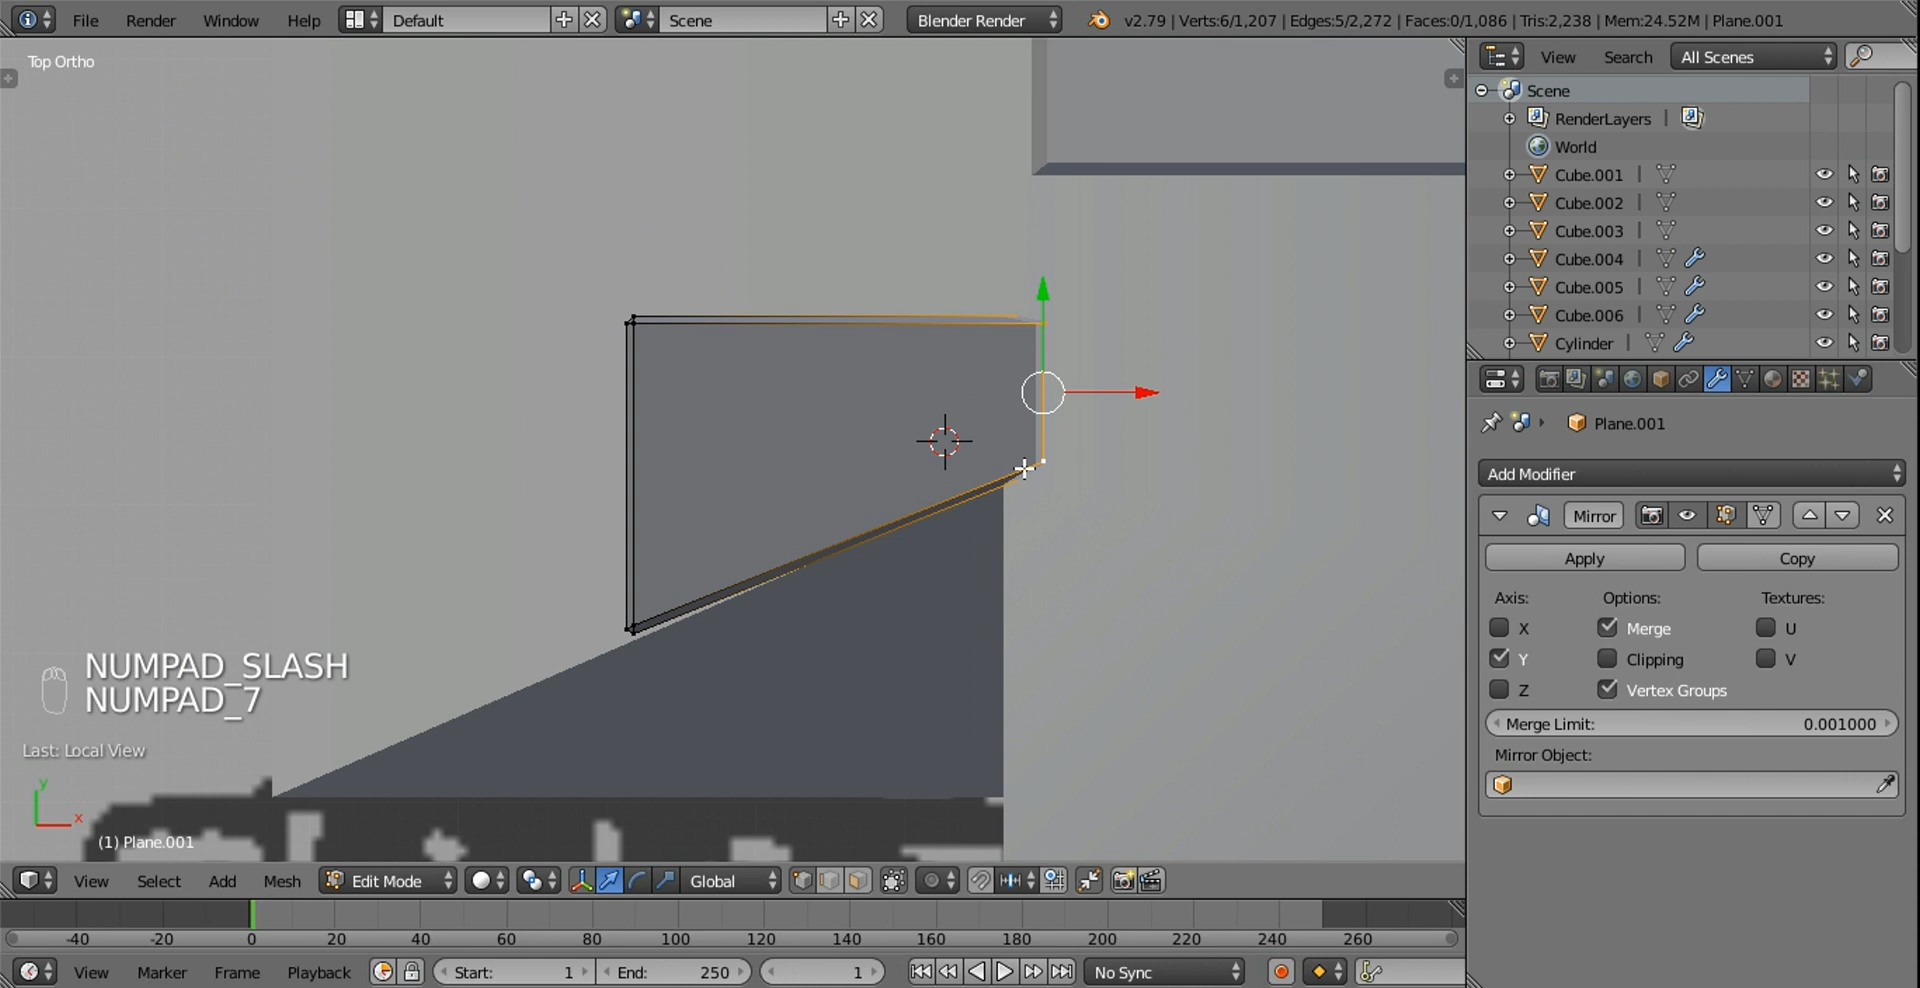 File Render Window Help Default Scene Blender Render v2.79 | Verts:6/1,207 | Edges:5/2,272 | Faces:0/1,086 | Tris:2,238 | Mem:24.52M | Plane.001
Top Ortho
View Search All Scenes
Scene
RenderLayers |
World
Cube.001 |
Cube.002 |
Cube.003 |
Cube.004 |
Cube.005 |
Cube.006 |
Cylinder |
Plane.001
Add Modifier
Mirror
Apply Copy
Axis: Options: Textures:
X Merge U
Y Clipping V
Z Vertex Groups
Merge Limit: 0.001000
Mirror Object:
NUMPAD_SLASH
NUMPAD_7
Last: Local View
y
x
(1) Plane.001
View Select Add Mesh Edit Mode Global
-40 -20 0 20 40 60 80 100 120 140 160 180 200 220 240 260
View Marker Frame Playback Start: 1 End: 250 1 No Sync